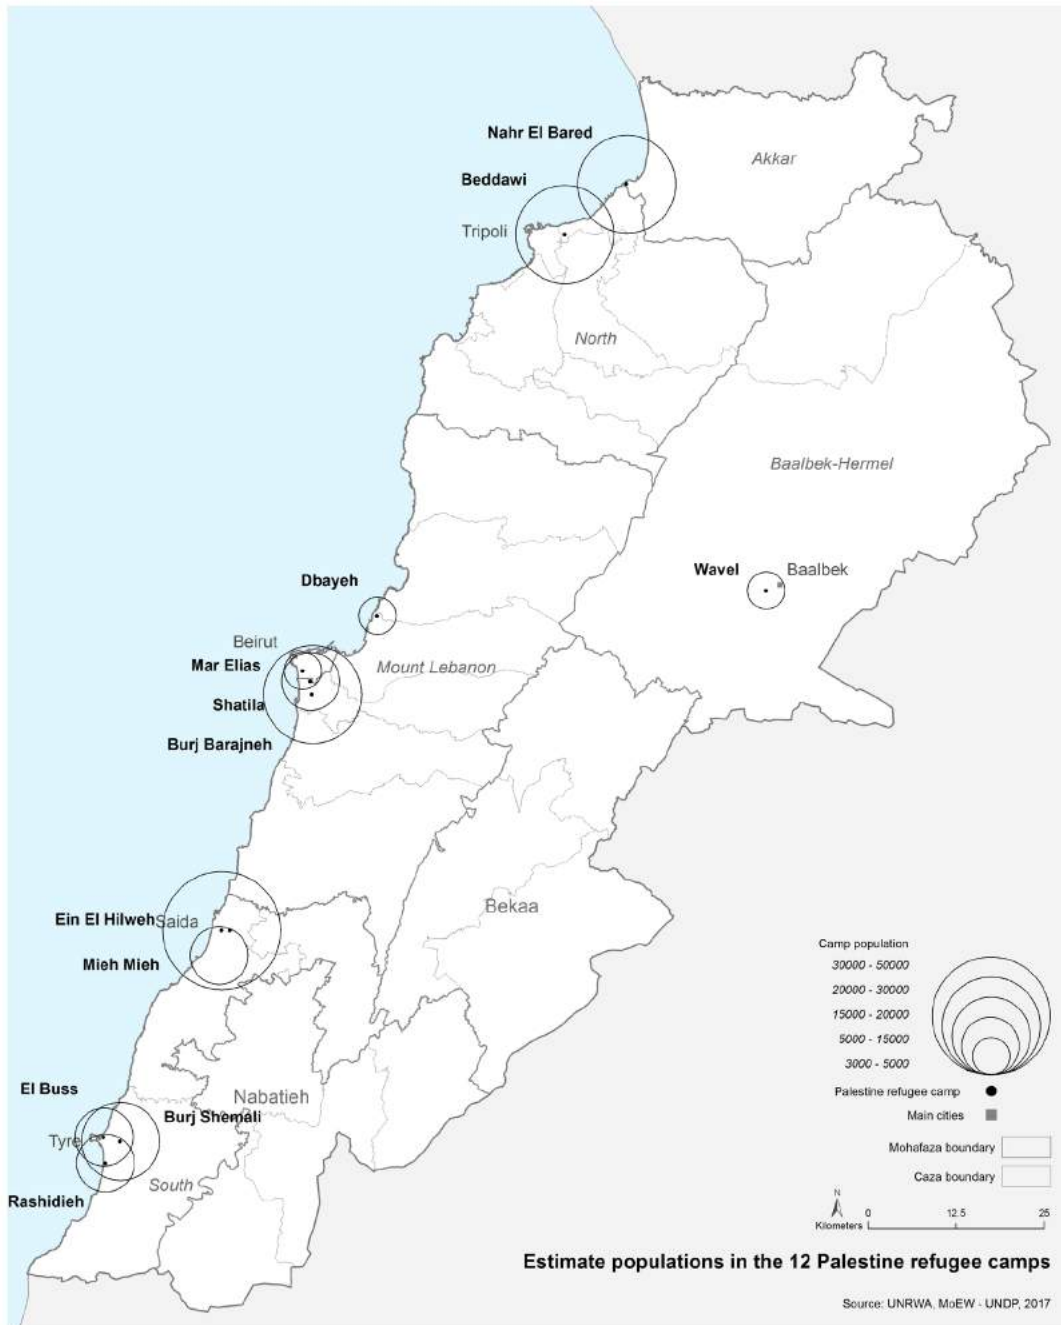 Nahr El Bared
Akkar
Beddawi
Tripoli
North
Baalbek-Hermel
Wavel
Baalbek
Dbayeh
Beirut
Mar Elias
Mount Lebanon
Shatila
Burj Barajneh
Bekaa
Ein El Hilweh
Saida
Mieh Mieh
Camp population
30000 - 50000
20000 - 30000
15000 - 20000
5000 - 15000
3000 - 5000
Palestine refugee camp
Main cities
Mohafaza boundary
Caza boundary
El Buss
Nabatieh
Burj Shemali
Tyre
South
Rashidieh
N
Kilometers 0 12.5 25
Estimate populations in the 12 Palestine refugee camps
Source: UNRWA, MoEW - UNDP, 2017